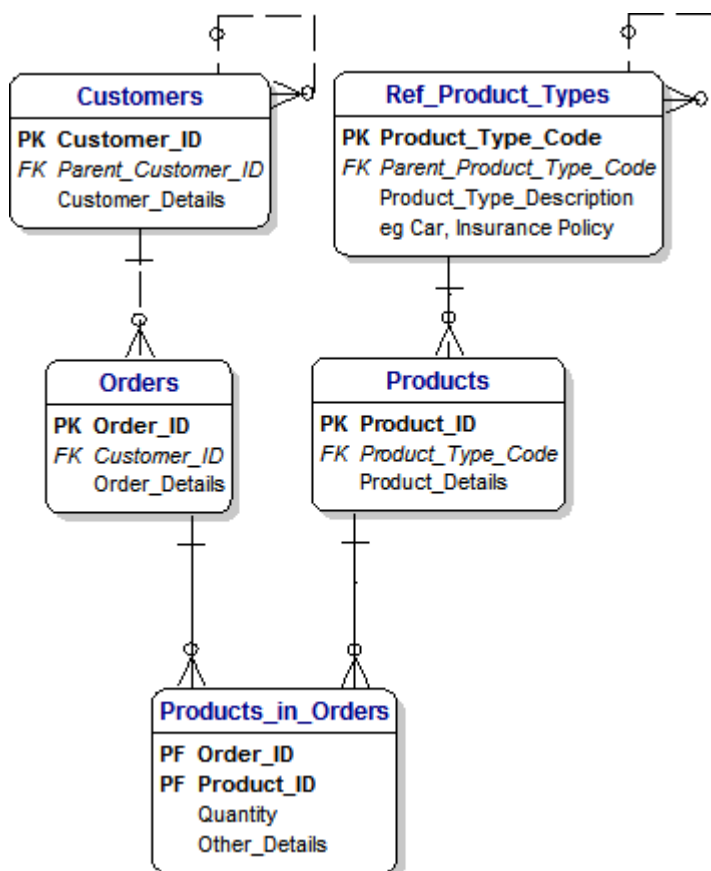 Customers
PK Customer_ID
FK Parent_Customer_ID
Customer_Details
Ref_Product_Types
PK Product_Type_Code
FK Parent_Product_Type_Code
Product_Type_Description
eg Car, Insurance Policy
Orders
PK Order_ID
FK Customer_ID
Order_Details
Products
PK Product_ID
FK Product_Type_Code
Product_Details
Products_in_Orders
PF Order_ID
PF Product_ID
Quantity
Other_Details